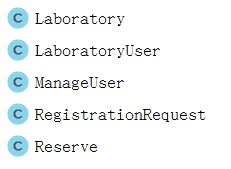 C Laboratory
C LaboratoryUser
C ManageUser
C RegistrationRequest
C Reserve